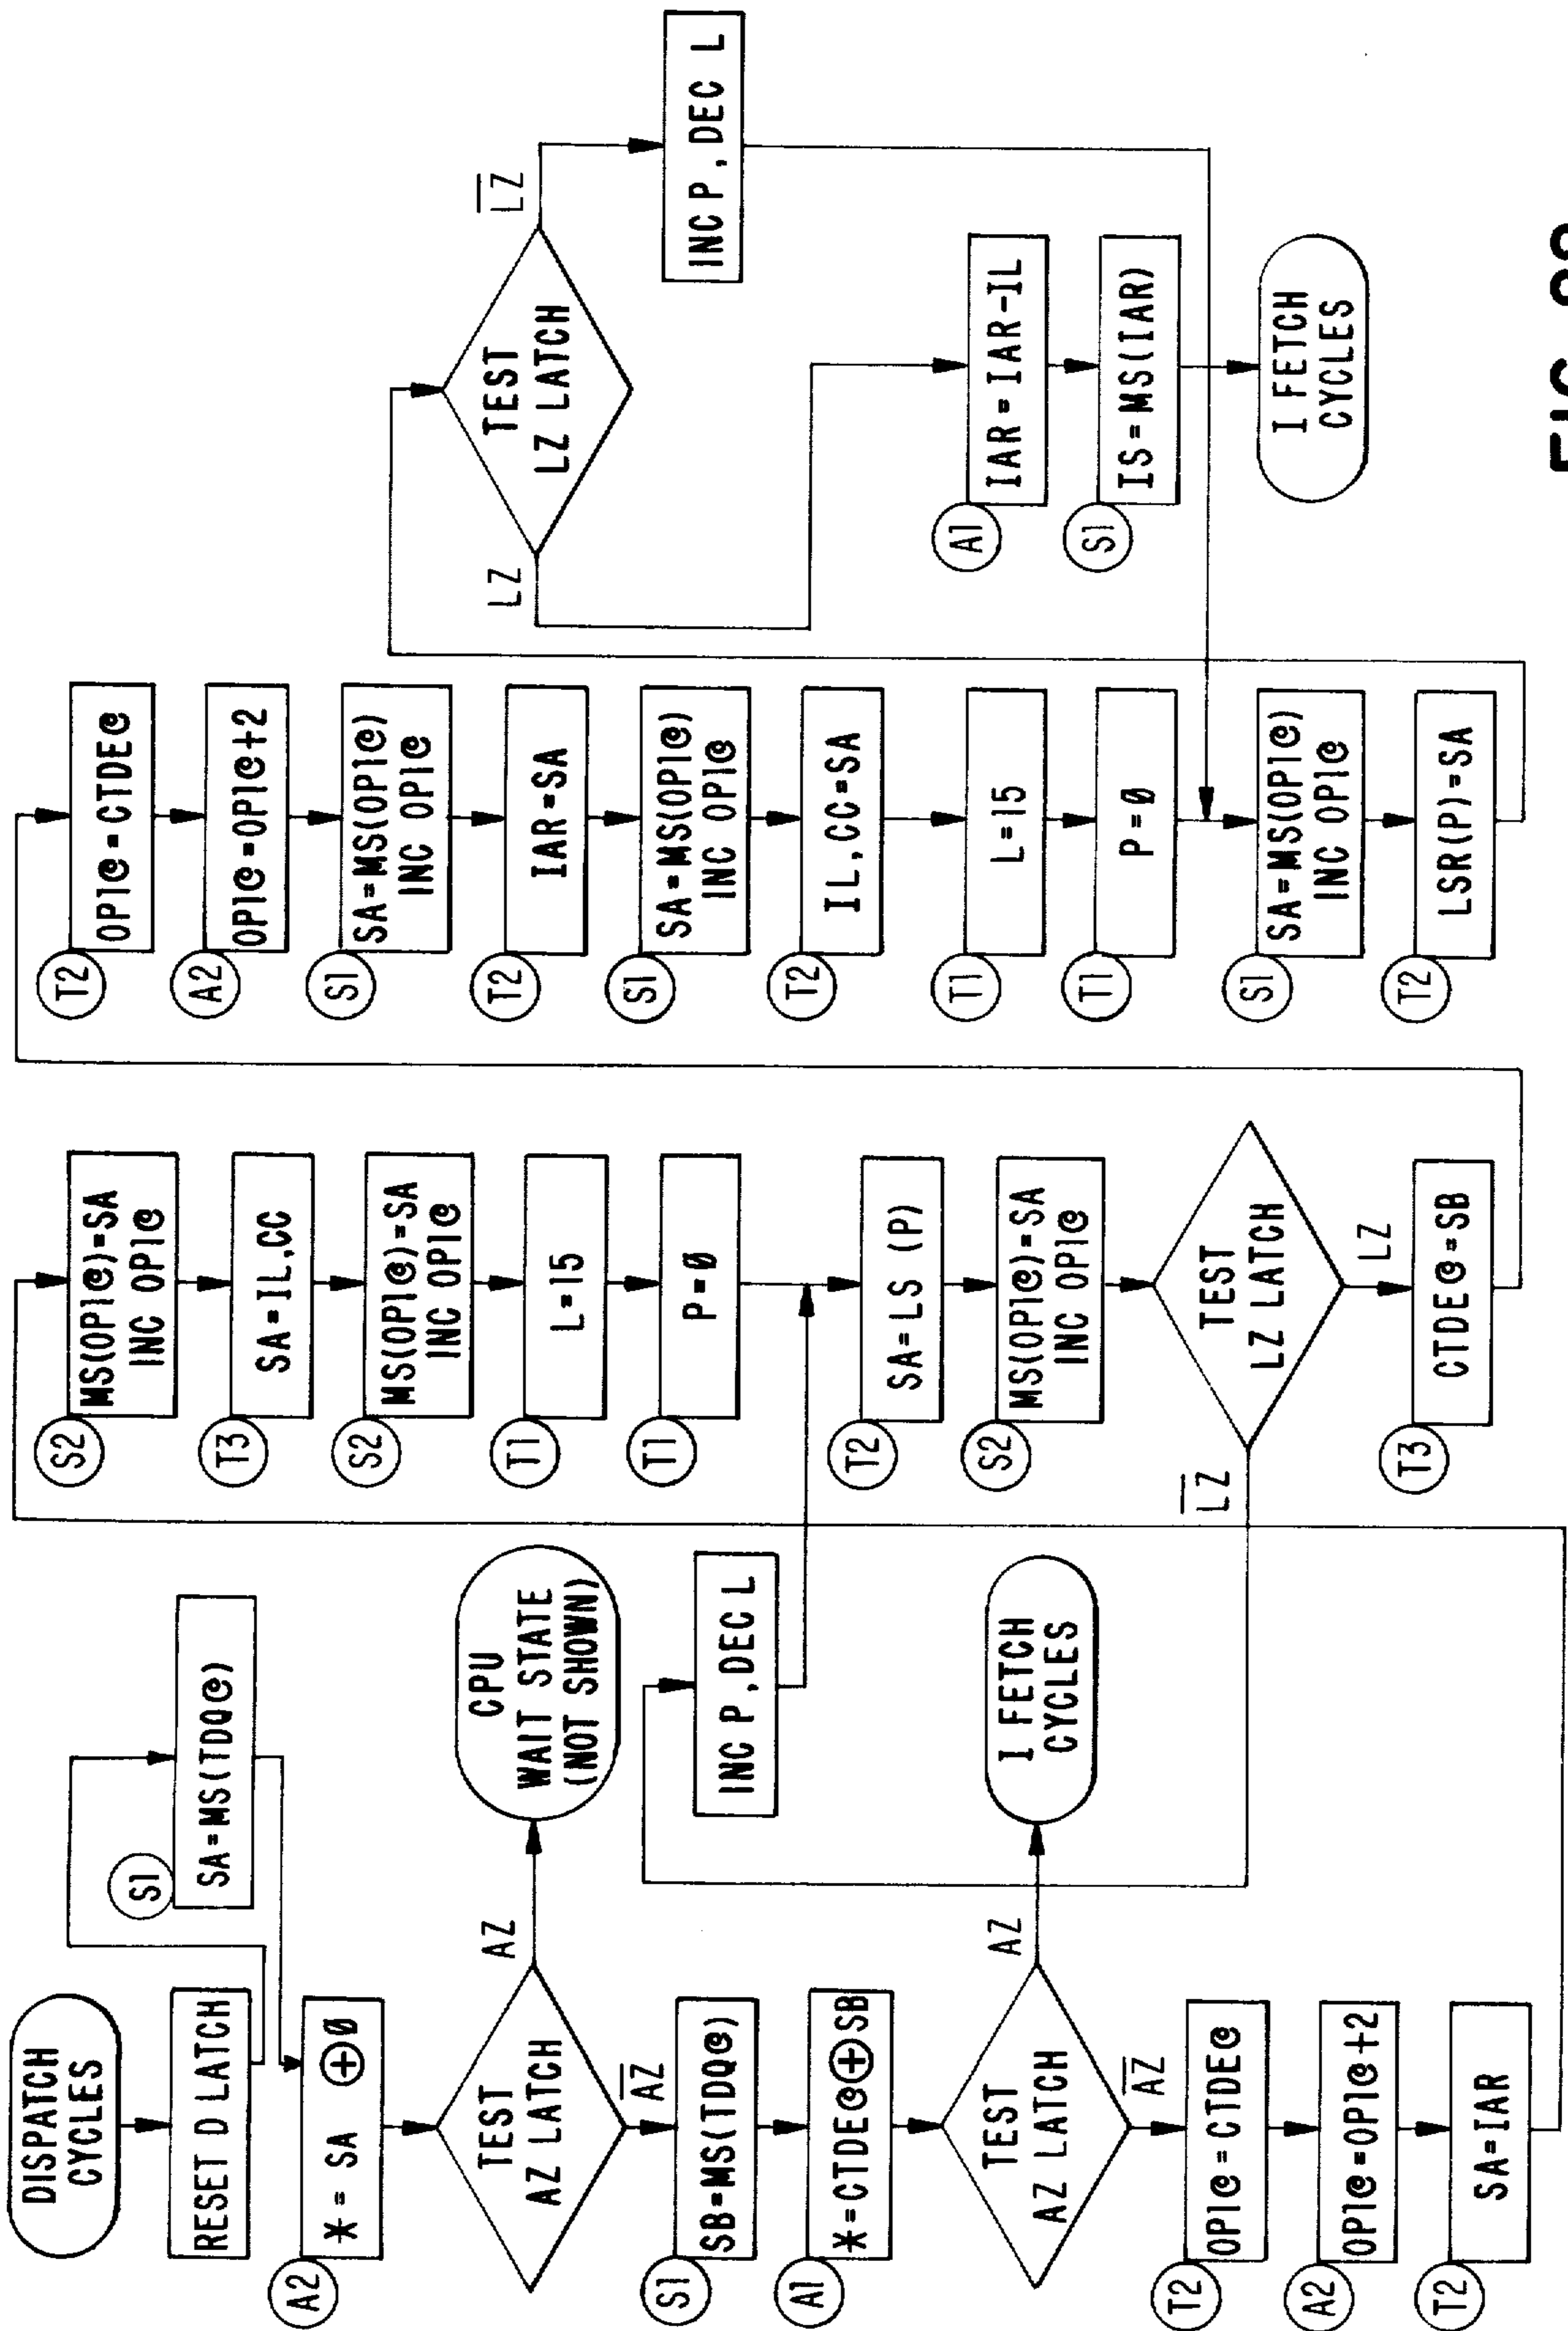 DISPATCH
CYCLES
RESET D LATCH
S1
SA=MS(TDQ@)
A2
* = SA ⊕Ø
TEST
AZ LATCH
AZ
CPU
WAIT STATE
(NOT SHOWN)
A̅Z̅
S1
SB=MS(TDQ@)
A1
*=CTDE@⊕SB
TEST
AZ LATCH
AZ
I FETCH
CYCLES
A̅Z̅
T2
OP1@=CTDE@
A2
OP1@=OP1@+2
T2
SA=IAR
S2
MS(OP1@)=SA
INC OP1@
T3
SA=IL,CC
S2
MS(OP1@)=SA
INC OP1@
T1
L=15
T1
P=Ø
INC P,DEC L
T2
SA=LS (P)
S2
MS(OP1@)=SA
INC OP1@
TEST
LZ LATCH
L̅Z̅
LZ
T3
CTDE@=SB
T2
OP1@=CTDE@
A2
OP1@=OP1@+2
S1
SA=MS(OP1@)
INC OP1@
T2
IAR=SA
S1
SA=MS(OP1@)
INC OP1@
T2
IL,CC=SA
T1
L=15
T1
P=Ø
S1
SA=MS(OP1@)
INC OP1@
T2
LSR(P)=SA
TEST
LZ LATCH
LZ
L̅Z̅
INC P,DEC L
A1
IAR=IAR-IL
S1
IS=MS(IAR)
I FETCH
CYCLES
FIG.